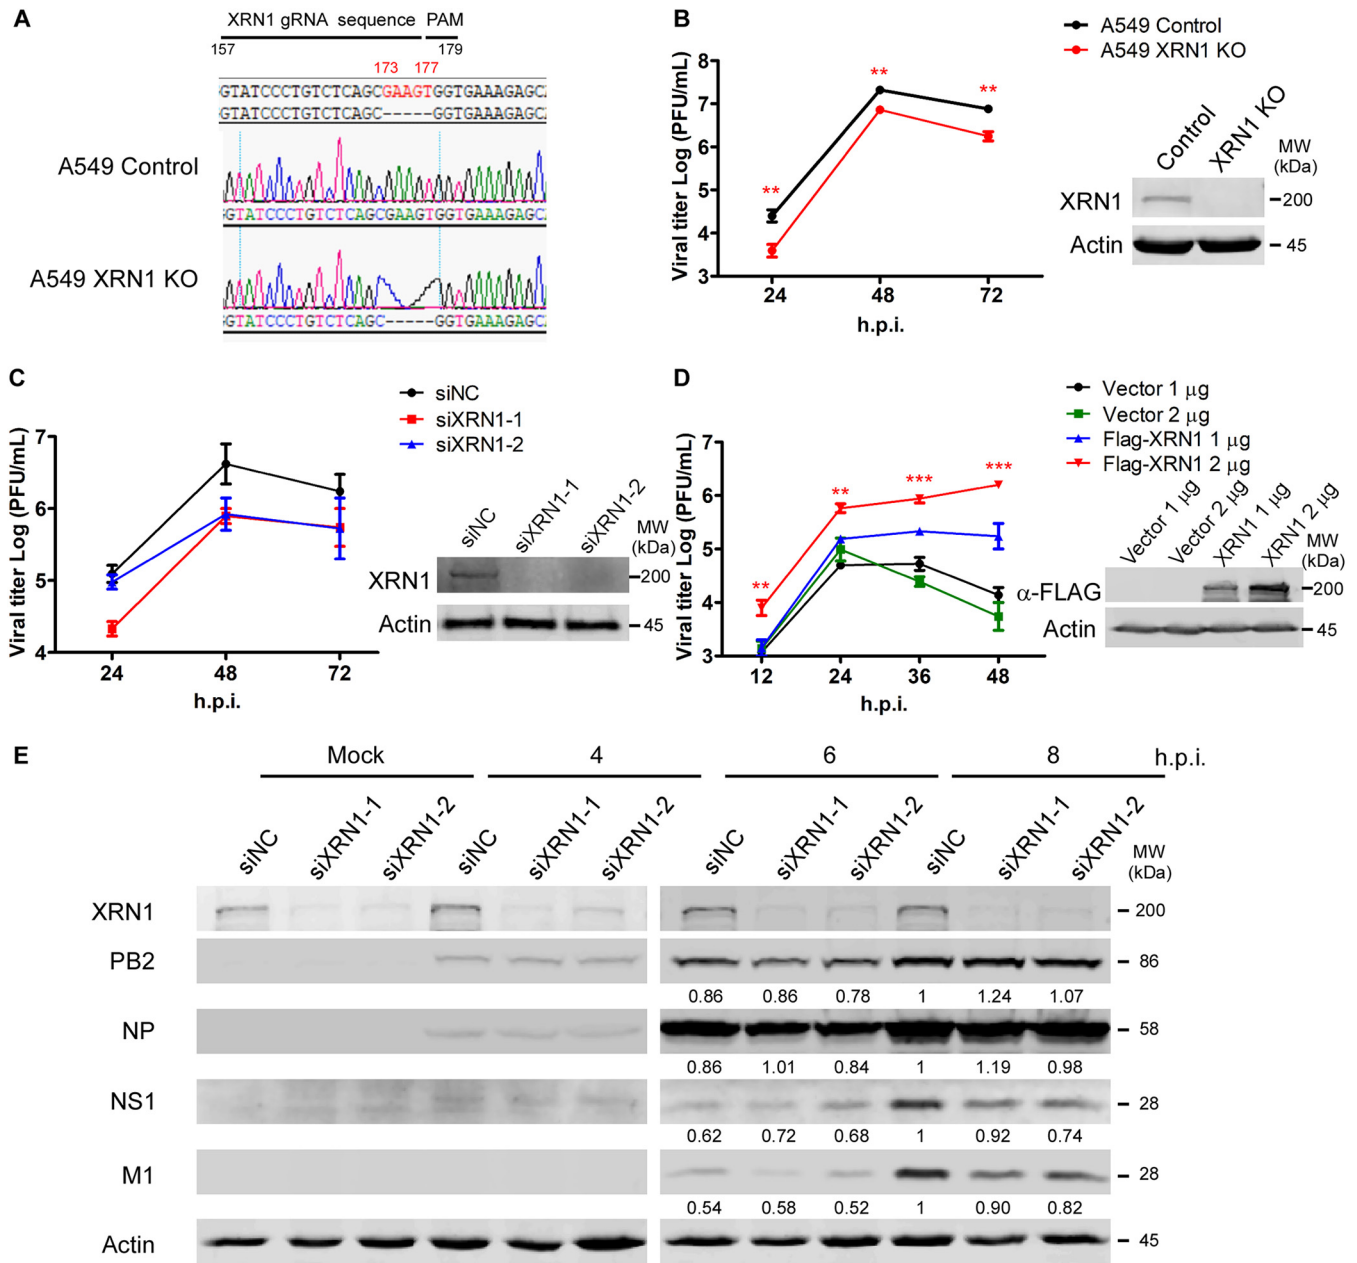 A
XRN1 gRNA sequence PAM
157 179
173 177
GTATCCCTGTCTCAGCGAAGTGGTGAAAGAGC
GTATCCCTGTCTCAGC-----GGTGAAAGAGC
A549 Control
GTATCCCTGTCTCAGCGAAGTGGTGAAAGAGC
A549 XRN1 KO
GTATCCCTGTCTCAGC-----GGTGAAAGAGC
B
A549 Control
A549 XRN1 KO
Viral titer Log (PFU/mL)
8
7
6
5
4
3
** ** **
24 48 72
h.p.i.
Control XRN1 KO MW (kDa)
XRN1 200
Actin 45
C
siNC
siXRN1-1
siXRN1-2
Viral titer Log (PFU/mL)
7
6
5
4
24 48 72
h.p.i.
siNC siXRN1-1 siXRN1-2 MW (kDa)
XRN1 200
Actin 45
D
Vector 1 μg
Vector 2 μg
Flag-XRN1 1 μg
Flag-XRN1 2 μg
Viral titer Log (PFU/mL)
7
6
5
4
3
** ** *** ***
12 24 36 48
h.p.i.
Vector 1 μg Vector 2 μg XRN1 1 μg XRN1 2 μg MW (kDa)
α-FLAG 200
Actin 45
E
Mock 4 6 8 h.p.i.
siNC siXRN1-1 siXRN1-2 siNC siXRN1-1 siXRN1-2 siNC siXRN1-1 siXRN1-2 siNC siXRN1-1 siXRN1-2 MW (kDa)
XRN1 200
PB2 86
0.86 0.86 0.78 1 1.24 1.07
NP 58
0.86 1.01 0.84 1 1.19 0.98
NS1 28
0.62 0.72 0.68 1 0.92 0.74
M1 28
0.54 0.58 0.52 1 0.90 0.82
Actin 45